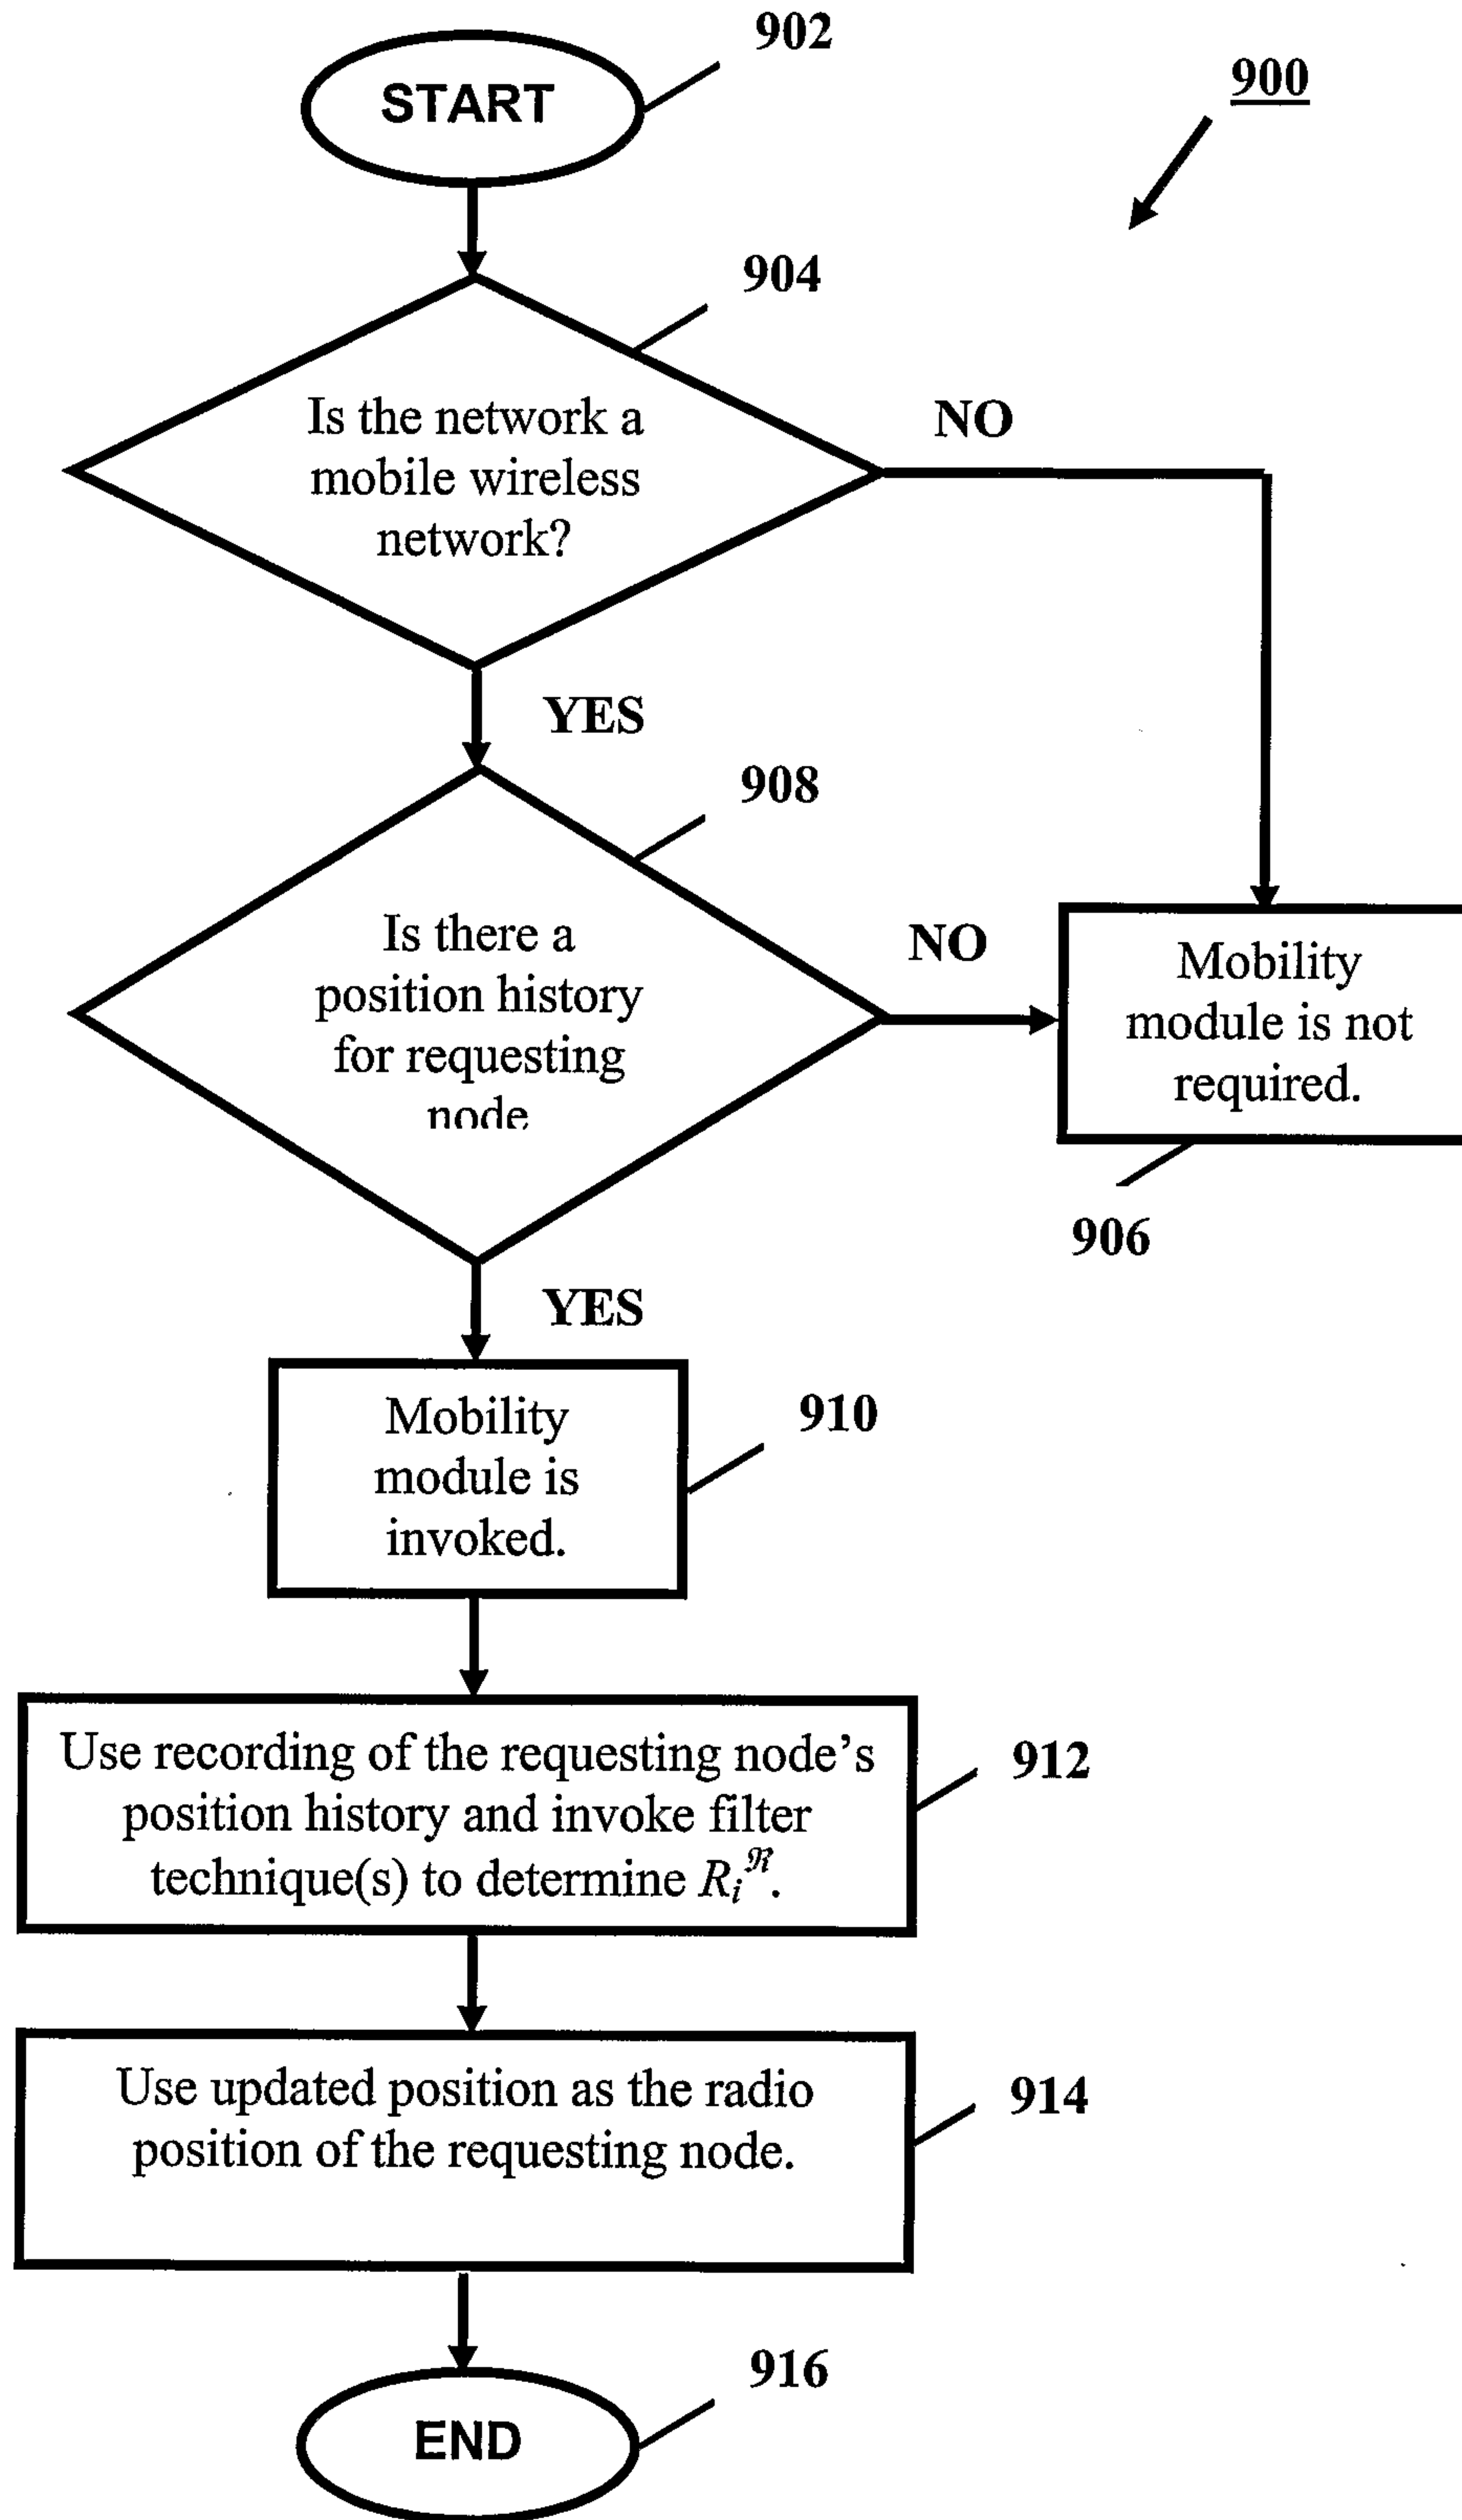 902
START
900
904
Is the network a
mobile wireless
network?
NO
YES
908
Is there a
position history
for requesting
node
NO
Mobility
module is not
required.
906
YES
Mobility
module is
invoked.
910
Use recording of the requesting node’s
position history and invoke filter
technique(s) to determine R_i^ℜ.
912
Use updated position as the radio
position of the requesting node.
914
916
END